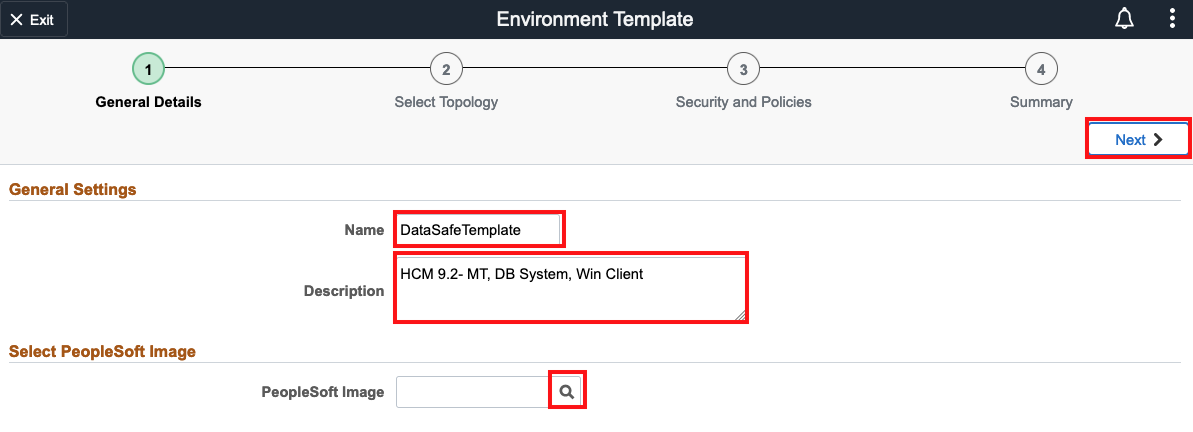 Exit
Environment Template
1
2
3
4
General Details
Select Topology
Security and Policies
Summary
Next
General Settings
Name
DataSafeTemplate
Description
HCM 9.2- MT, DB System, Win Client
Select PeopleSoft Image
PeopleSoft Image